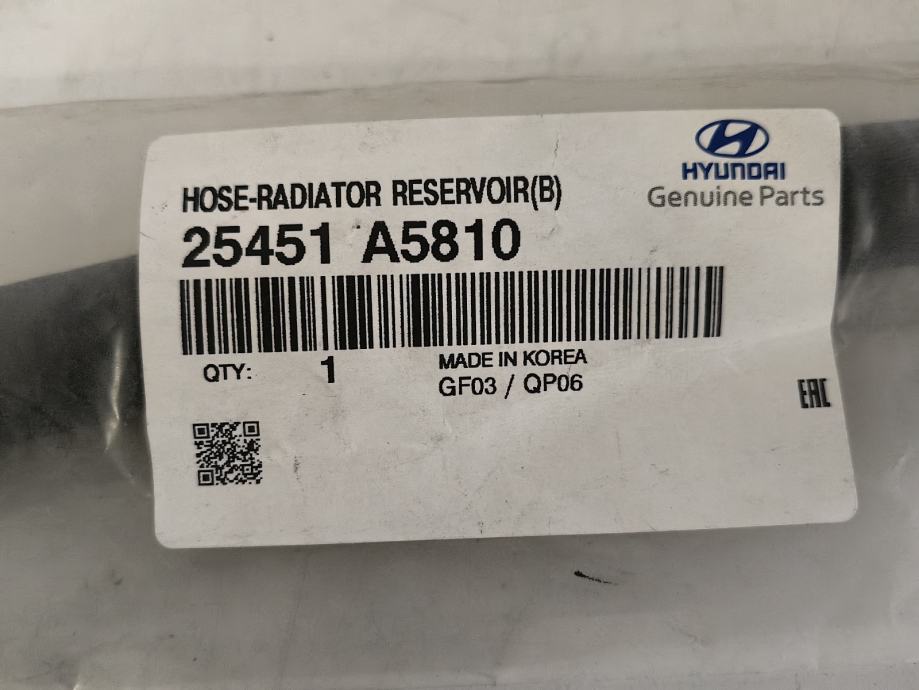 HYUNDAI
Genuine Parts
HOSE-RADIATOR RESERVOIR(B)
25451 A5810
QTY: 1
MADE IN KOREA
GF03 / QP06
EAC